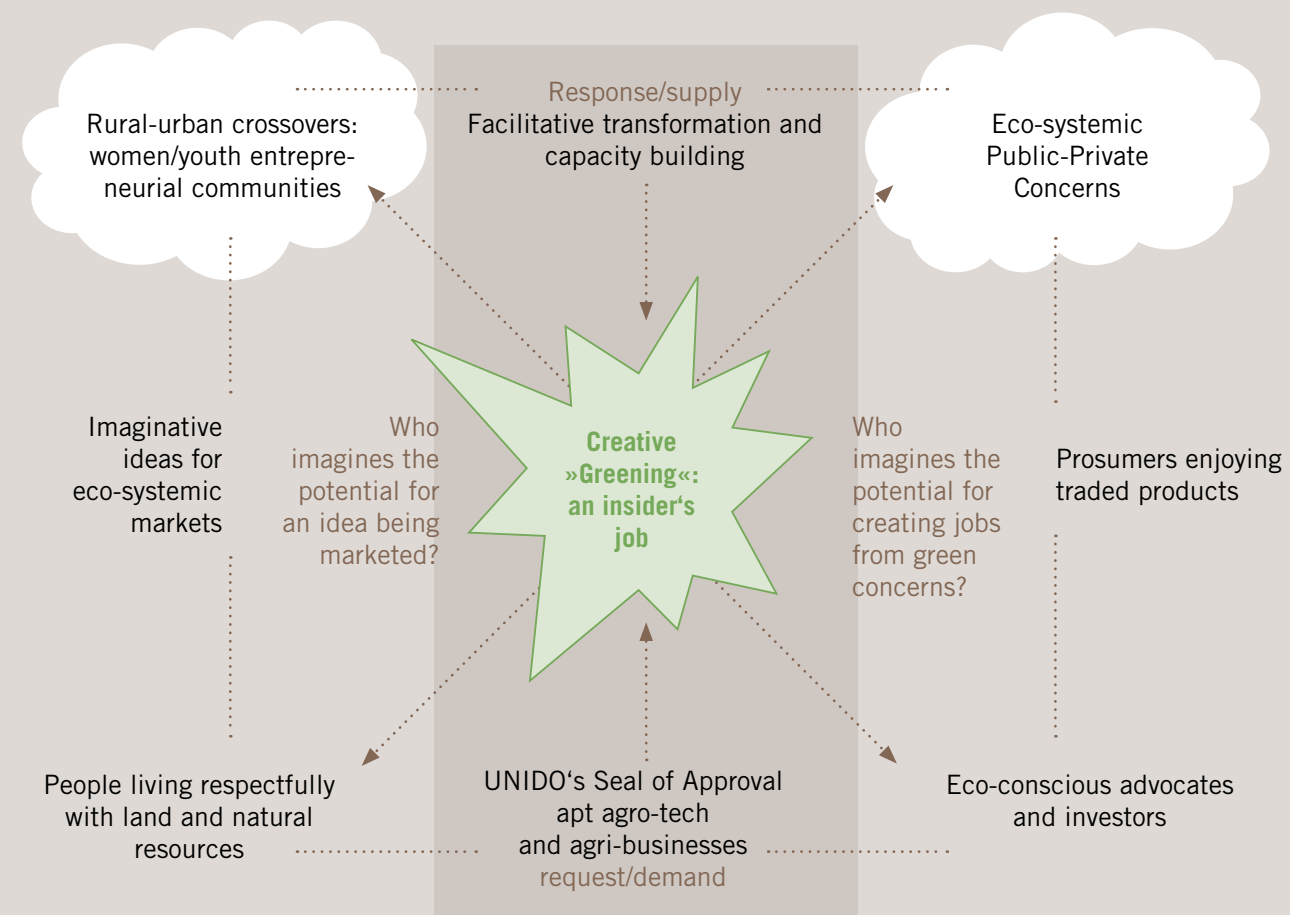 Response/supply
Rural-urban crossovers:
women/youth entrepre-
neurial communities
Facilitative transformation and
capacity building
Eco-systemic
Public-Private
Concerns
Imaginative
ideas for
eco-systemic
markets
Who
imagines the
potential for
an idea being
marketed?
Creative
»Greening«:
an insider‘s
job
Who
imagines the
potential for
creating jobs
from green
concerns?
Prosumers enjoying
traded products
People living respectfully
with land and natural
resources
UNIDO‘s Seal of Approval
apt agro-tech
and agri-businesses
request/demand
Eco-conscious advocates
and investors